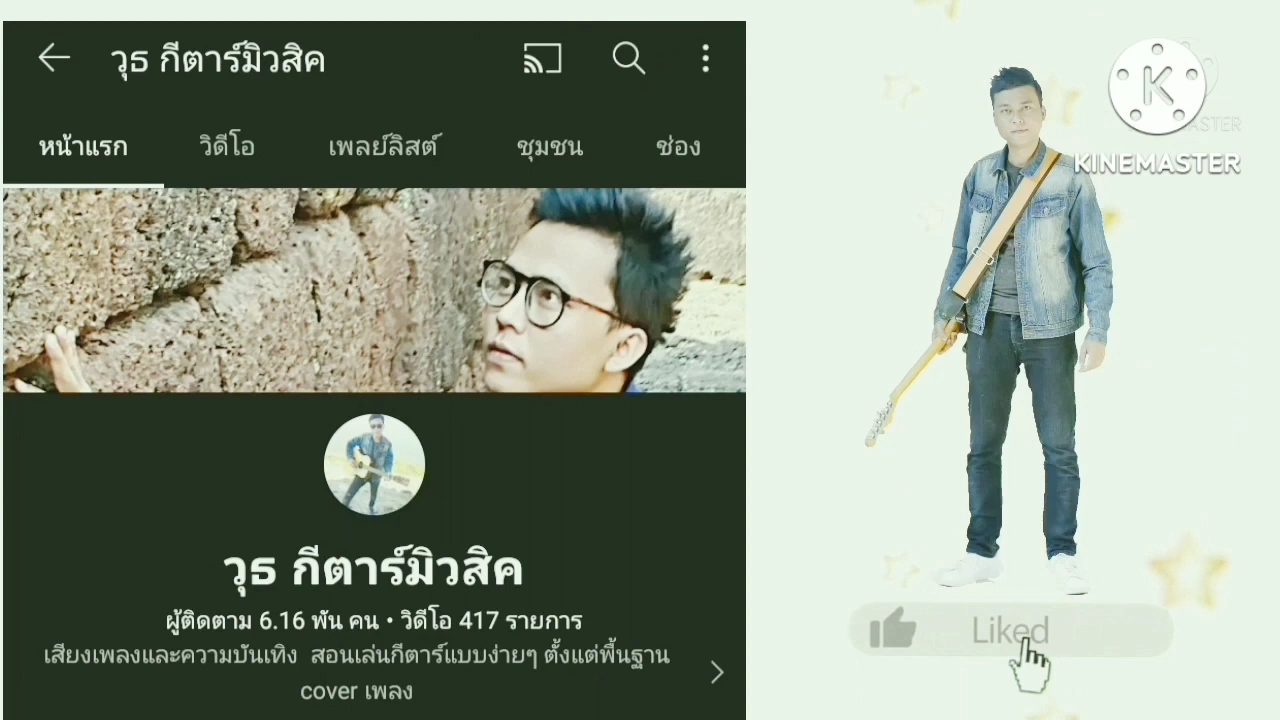 วุธ กีตาร์มิวสิค
หน้าแรก วิดีโอ เพลย์ลิสต์ ชุมชน ช่อง
วุธ กีตาร์มิวสิค
ผู้ติดตาม 6.16 พัน คน • วิดีโอ 417 รายการ
เสียงเพลงและความบันเทิง สอนเล่นกีตาร์แบบง่ายๆ ตั้งแต่พื้นฐาน
cover เพลง
K
KINEMASTER
Liked